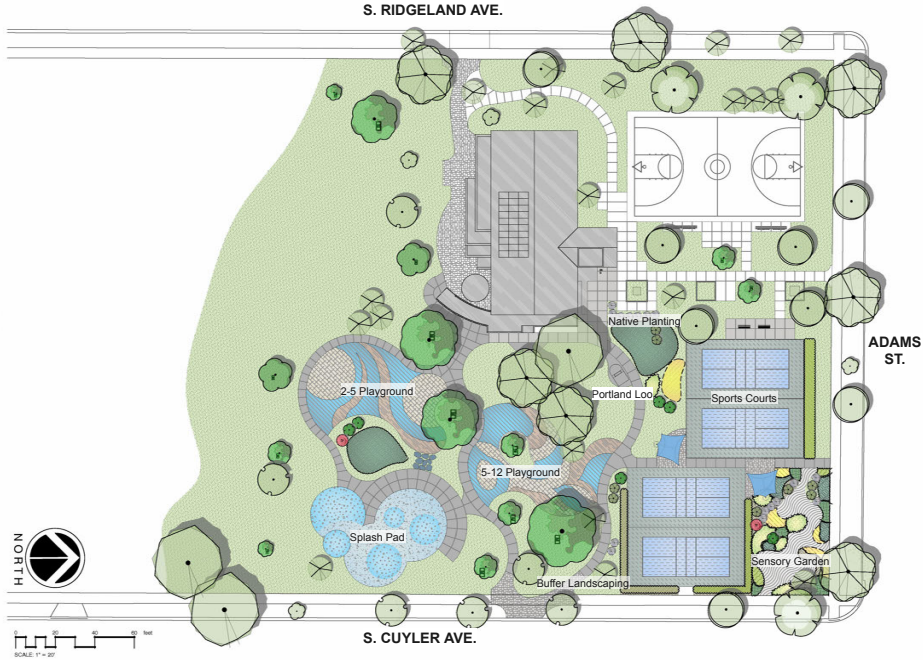 S. RIDGELAND AVE.
Native Planting
ADAMS
ST.
2-5 Playground
Portland Loo
Sports Courts
5-12 Playground
Splash Pad
NORTH
Sensory Garden
Buffer Landscaping
S. CUYLER AVE.
0 20 40 60 feet
SCALE: 1" = 20'